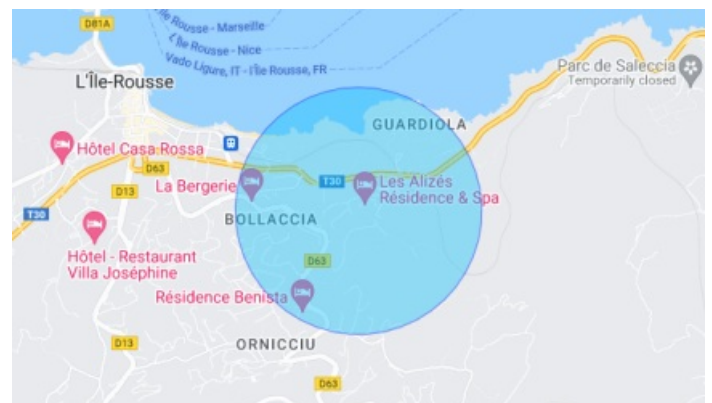 D81A
Île Rousse - Marseille
L'Île Rousse - Nice
Vado Ligure, IT - l'Île Rousse, FR
L'Île-Rousse
Parc de Saleccia
Temporarily closed
GUARDIOLA
Hôtel Casa Rossa
D63
T30
La Bergerie
D13
Les Alizés
Résidence & Spa
T30
BOLLACCIA
Hôtel - Restaurant
Villa Joséphine
D63
Résidence Benista
D13
ORNICCIU
D63